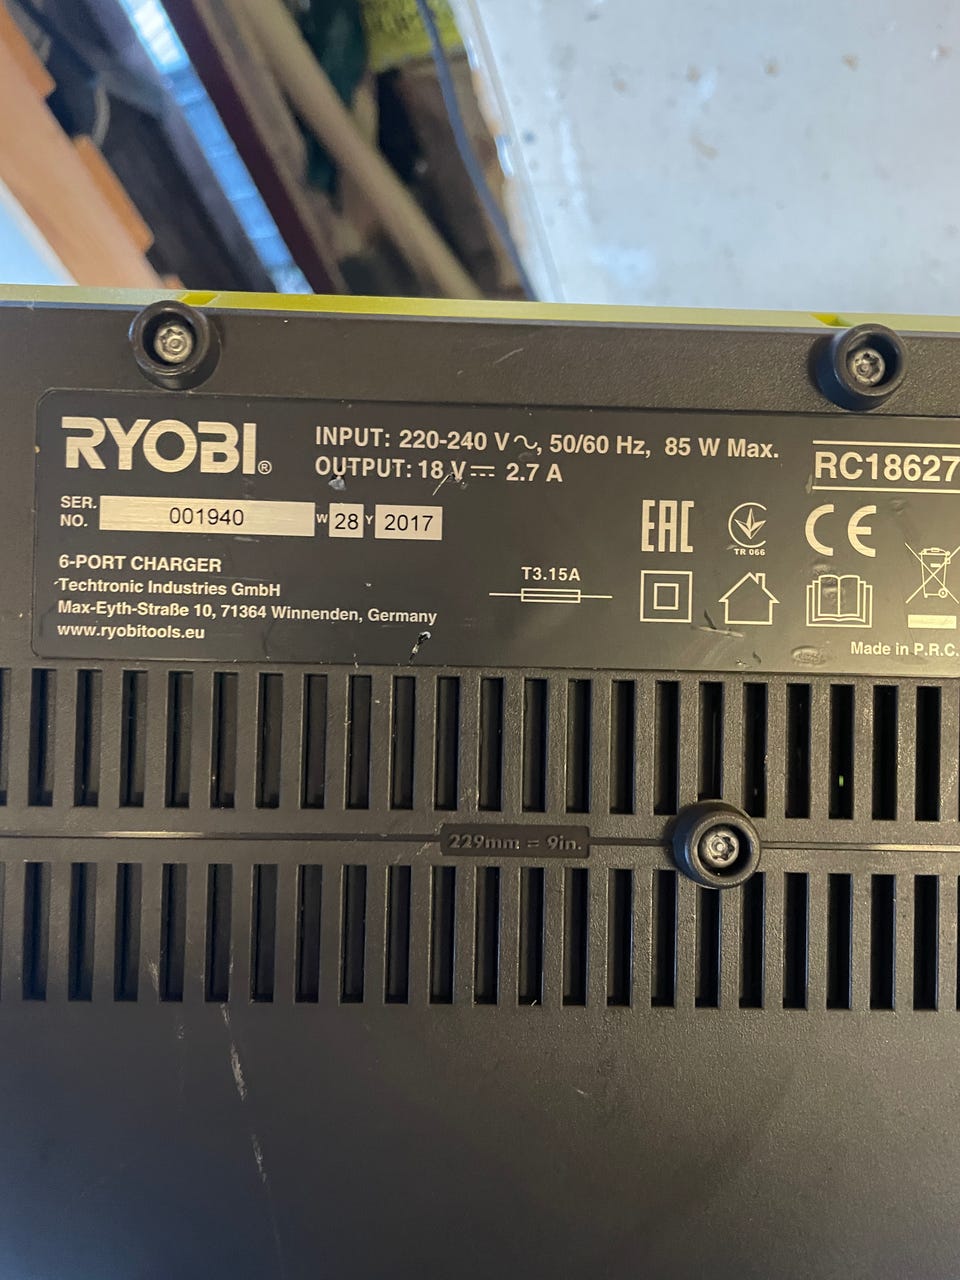 RYOBI®
INPUT: 220-240 V ~, 50/60 Hz, 85 W Max.
OUTPUT: 18 V ⎓ 2.7 A
RC18627
SER. NO. 001940 W 28 Y 2017
6-PORT CHARGER
Techtronic Industries GmbH
Max-Eyth-Straße 10, 71364 Winnenden, Germany
www.ryobitools.eu
T3.15A
EAC
TR 066
CE
Made in P.R.C.
229mm = 9in.